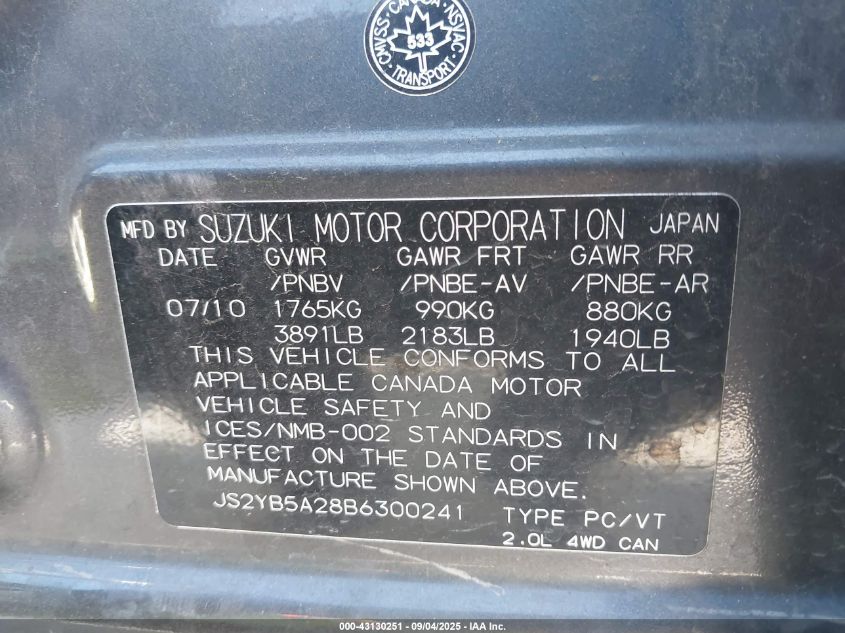 CMVSS · CANADA · NSVAC · TRANSPORT ·
533
MFD BY SUZUKI MOTOR CORPORATION JAPAN
DATE GVWR GAWR FRT GAWR RR
/PNBV /PNBE-AV /PNBE-AR
07/10 1765KG 990KG 880KG
3891LB 2183LB 1940LB
THIS VEHICLE CONFORMS TO ALL
APPLICABLE CANADA MOTOR
VEHICLE SAFETY AND
ICES/NMB-002 STANDARDS IN
EFFECT ON THE DATE OF
MANUFACTURE SHOWN ABOVE.
JS2YB5A28B6300241 TYPE PC/VT
2.0L 4WD CAN
000-43130251 - 09/04/2025 - IAA Inc.